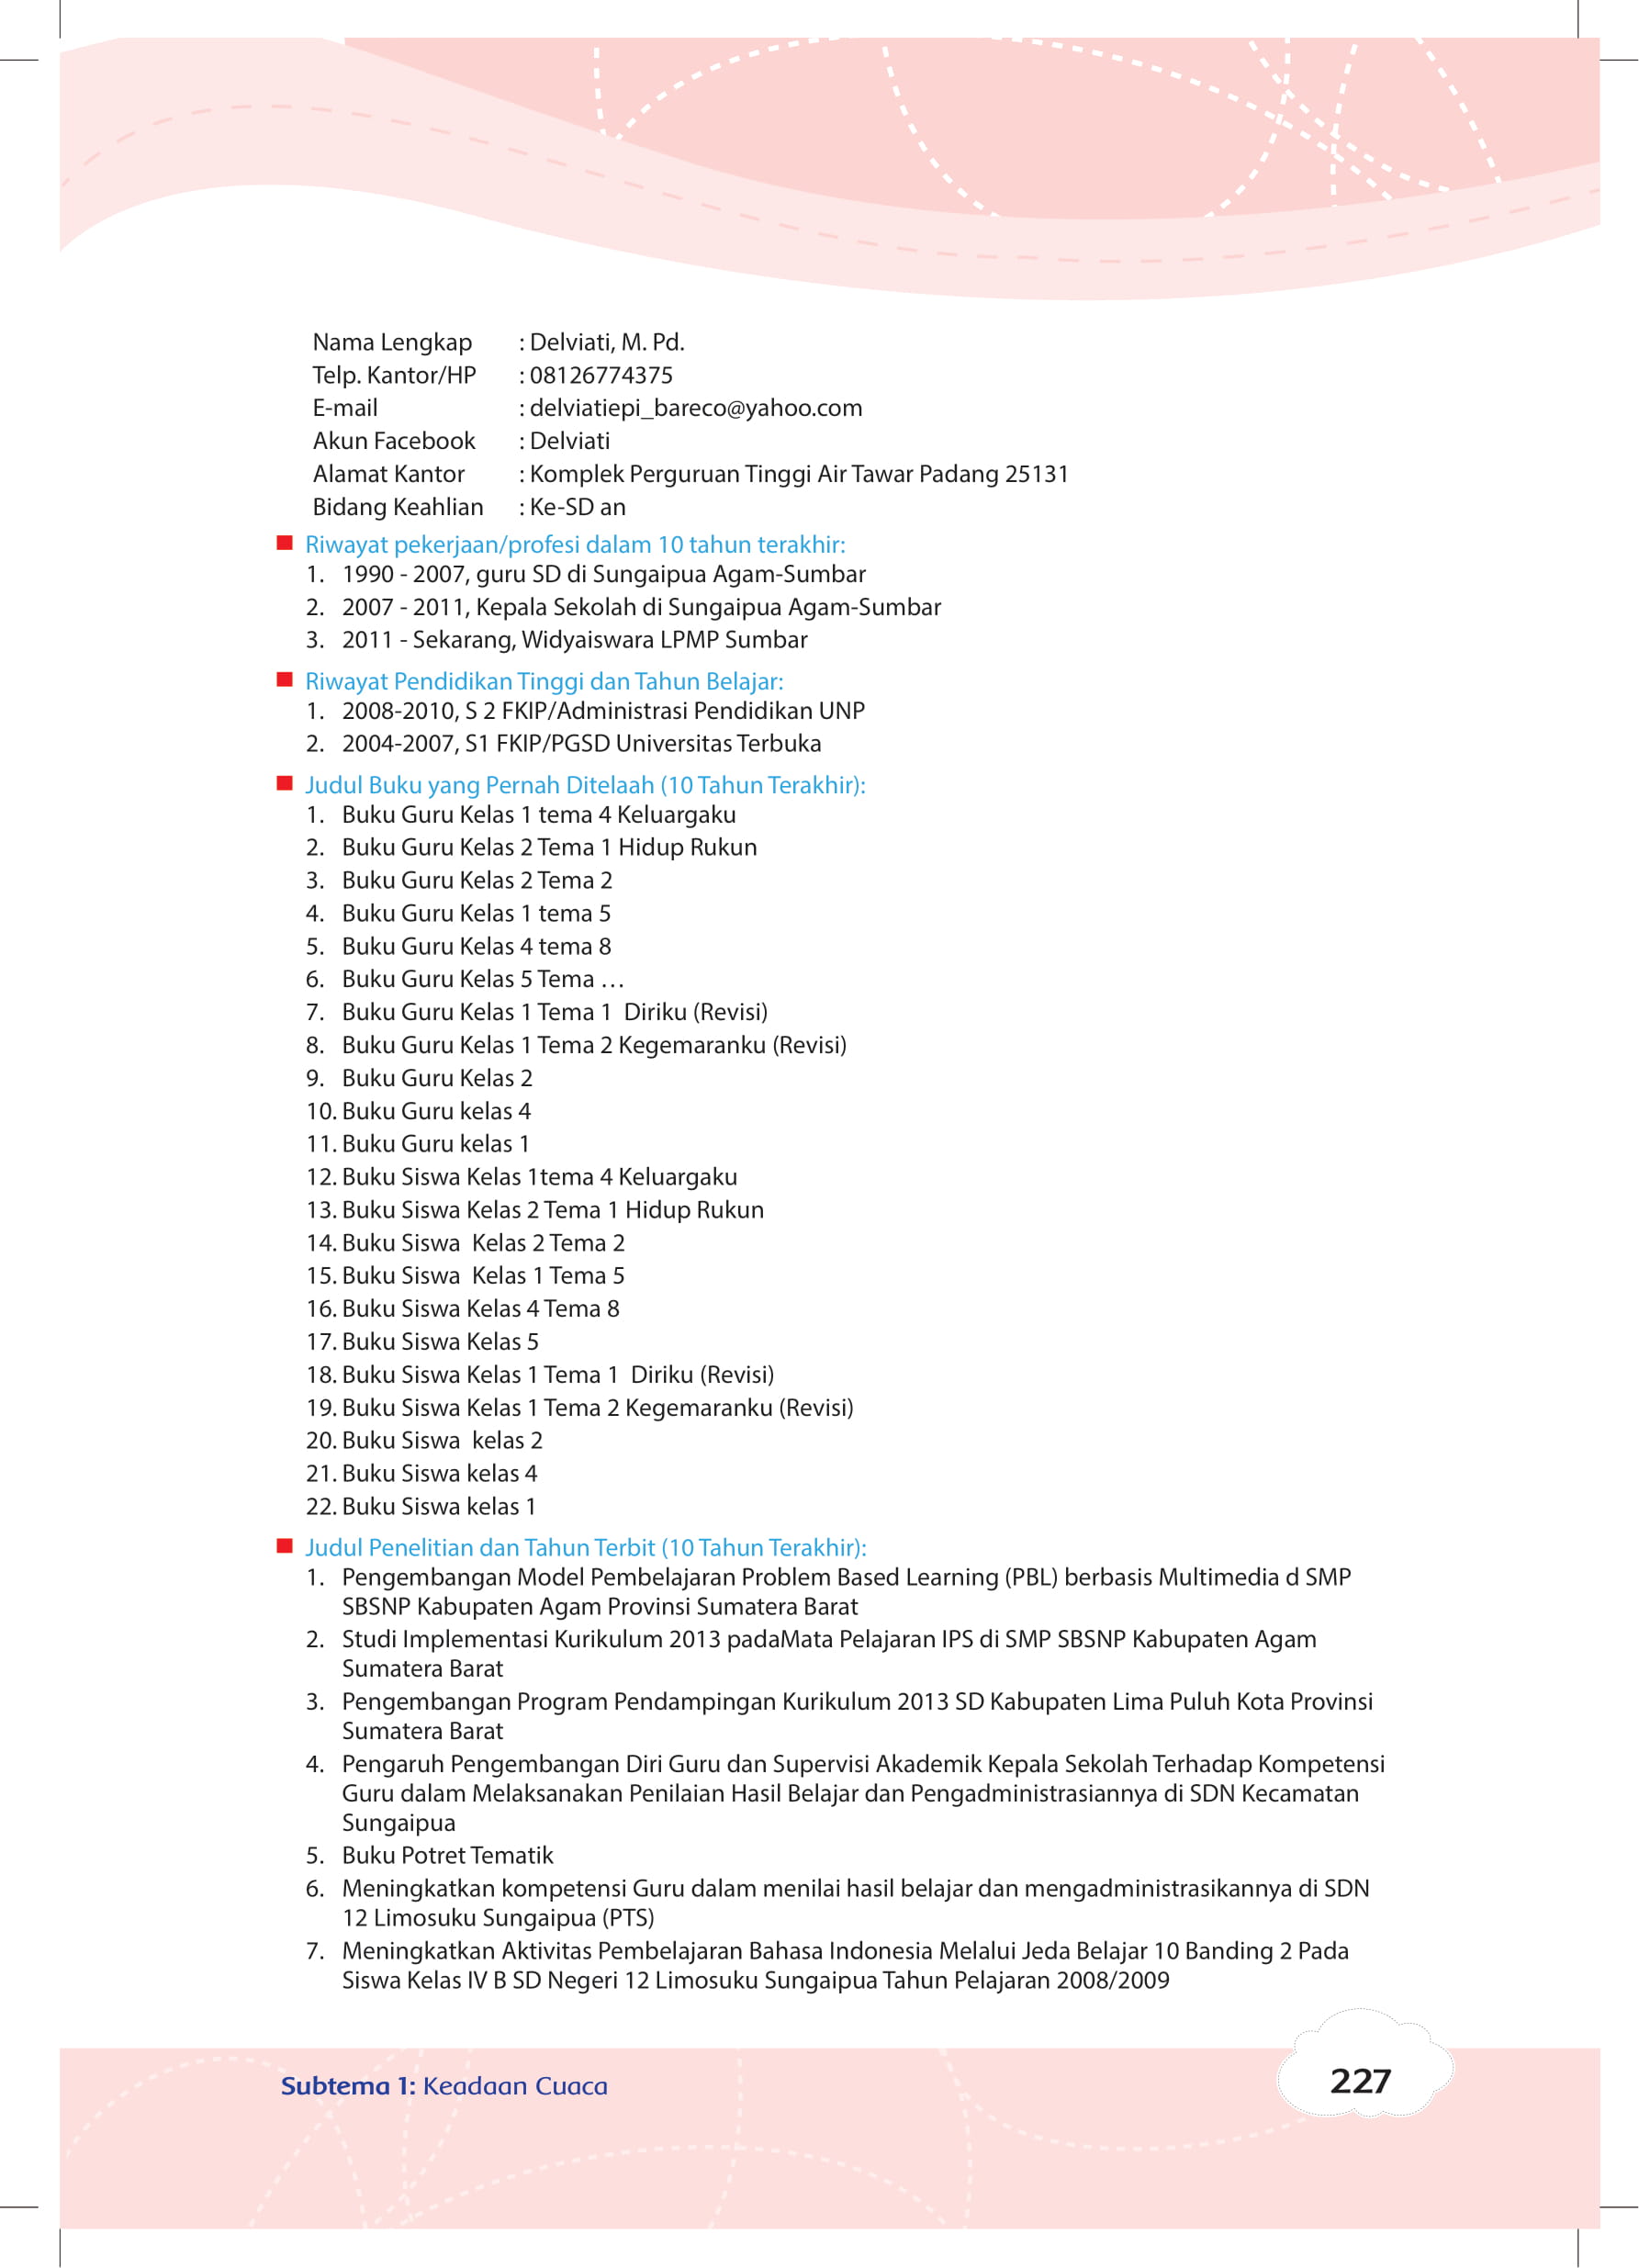 Nama Lengkap : Delviati, M. Pd.
Telp. Kantor/HP : 08126774375
E-mail : delviatiepi_bareco@yahoo.com
Akun Facebook : Delviati
Alamat Kantor : Komplek Perguruan Tinggi Air Tawar Padang 25131
Bidang Keahlian : Ke-SD an
Riwayat pekerjaan/profesi dalam 10 tahun terakhir:
1. 1990 - 2007, guru SD di Sungaipua Agam-Sumbar
2. 2007 - 2011, Kepala Sekolah di Sungaipua Agam-Sumbar
3. 2011 - Sekarang, Widyaiswara LPMP Sumbar
Riwayat Pendidikan Tinggi dan Tahun Belajar:
1. 2008-2010, S 2 FKIP/Administrasi Pendidikan UNP
2. 2004-2007, S1 FKIP/PGSD Universitas Terbuka
Judul Buku yang Pernah Ditelaah (10 Tahun Terakhir):
1. Buku Guru Kelas 1 tema 4 Keluargaku
2. Buku Guru Kelas 2 Tema 1 Hidup Rukun
3. Buku Guru Kelas 2 Tema 2
4. Buku Guru Kelas 1 tema 5
5. Buku Guru Kelas 4 tema 8
6. Buku Guru Kelas 5 Tema …
7. Buku Guru Kelas 1 Tema 1 Diriku (Revisi)
8. Buku Guru Kelas 1 Tema 2 Kegemaranku (Revisi)
9. Buku Guru Kelas 2
10. Buku Guru kelas 4
11. Buku Guru kelas 1
12. Buku Siswa Kelas 1tema 4 Keluargaku
13. Buku Siswa Kelas 2 Tema 1 Hidup Rukun
14. Buku Siswa Kelas 2 Tema 2
15. Buku Siswa Kelas 1 Tema 5
16. Buku Siswa Kelas 4 Tema 8
17. Buku Siswa Kelas 5
18. Buku Siswa Kelas 1 Tema 1 Diriku (Revisi)
19. Buku Siswa Kelas 1 Tema 2 Kegemaranku (Revisi)
20. Buku Siswa kelas 2
21. Buku Siswa kelas 4
22. Buku Siswa kelas 1
Judul Penelitian dan Tahun Terbit (10 Tahun Terakhir):
1. Pengembangan Model Pembelajaran Problem Based Learning (PBL) berbasis Multimedia d SMP
SBSNP Kabupaten Agam Provinsi Sumatera Barat
2. Studi Implementasi Kurikulum 2013 padaMata Pelajaran IPS di SMP SBSNP Kabupaten Agam
Sumatera Barat
3. Pengembangan Program Pendampingan Kurikulum 2013 SD Kabupaten Lima Puluh Kota Provinsi
Sumatera Barat
4. Pengaruh Pengembangan Diri Guru dan Supervisi Akademik Kepala Sekolah Terhadap Kompetensi
Guru dalam Melaksanakan Penilaian Hasil Belajar dan Pengadministrasiannya di SDN Kecamatan
Sungaipua
5. Buku Potret Tematik
6. Meningkatkan kompetensi Guru dalam menilai hasil belajar dan mengadministrasikannya di SDN
12 Limosuku Sungaipua (PTS)
7. Meningkatkan Aktivitas Pembelajaran Bahasa Indonesia Melalui Jeda Belajar 10 Banding 2 Pada
Siswa Kelas IV B SD Negeri 12 Limosuku Sungaipua Tahun Pelajaran 2008/2009
Subtema 1: Keadaan Cuaca
227